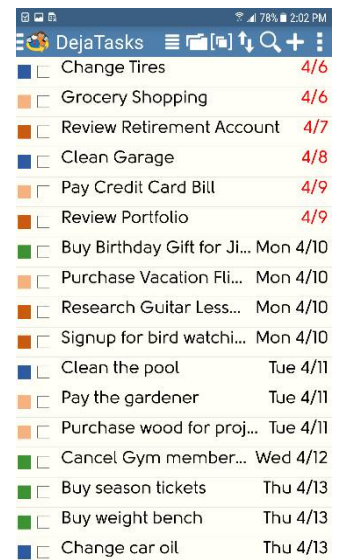 78% 2:02 PM
DejaTasks
Change Tires 4/6
Grocery Shopping 4/6
Review Retirement Account 4/7
Clean Garage 4/8
Pay Credit Card Bill 4/9
Review Portfolio 4/9
Buy Birthday Gift for Ji... Mon 4/10
Purchase Vacation Fli... Mon 4/10
Research Guitar Less... Mon 4/10
Signup for bird watchi... Mon 4/10
Clean the pool Tue 4/11
Pay the gardener Tue 4/11
Purchase wood for proj... Tue 4/11
Cancel Gym member... Wed 4/12
Buy season tickets Thu 4/13
Buy weight bench Thu 4/13
Change car oil Thu 4/13